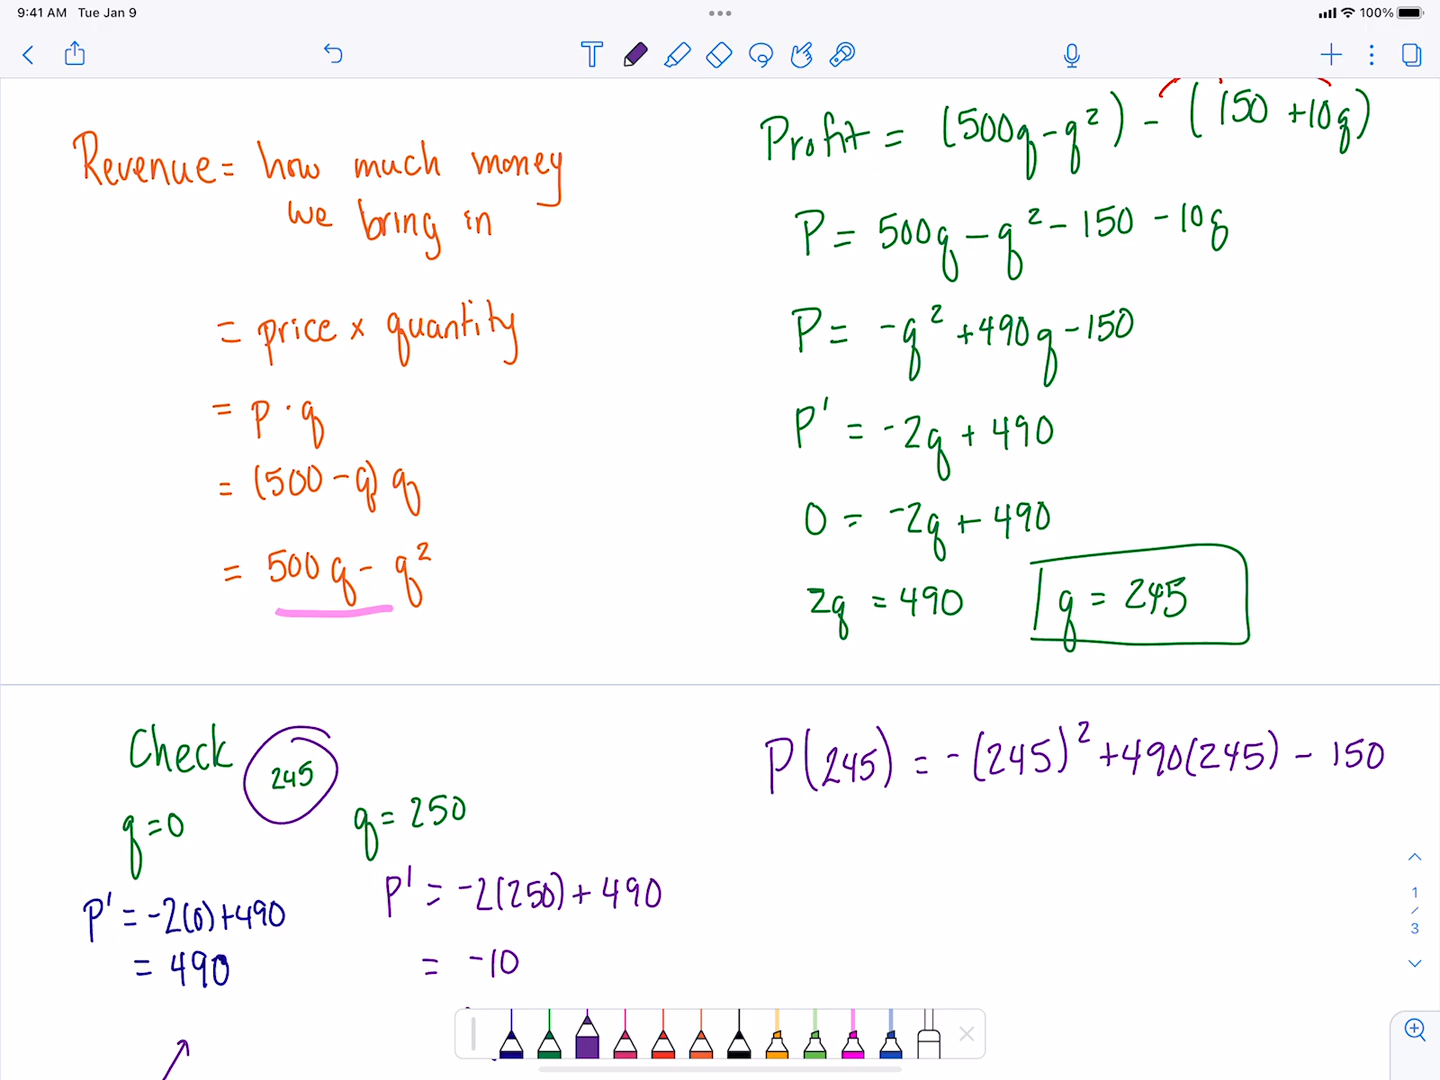 9:41 AM Tue Jan 9
100%
Revenue = how much money
we bring in
= price x quantity
= p · q
= (500 - q) q
= 500q - q²
Profit = (500q - q²) - (150 + 10q)
P = 500q - q² - 150 - 10q
P = -q² + 490q - 150
P' = -2q + 490
0 = -2q + 490
2q = 490
q = 245
Check
245
q = 0
q = 250
P' = -2(0) + 490
= 490
P' = -2(250) + 490
= -10
P(245) = -(245)² + 490(245) - 150
1
/
3